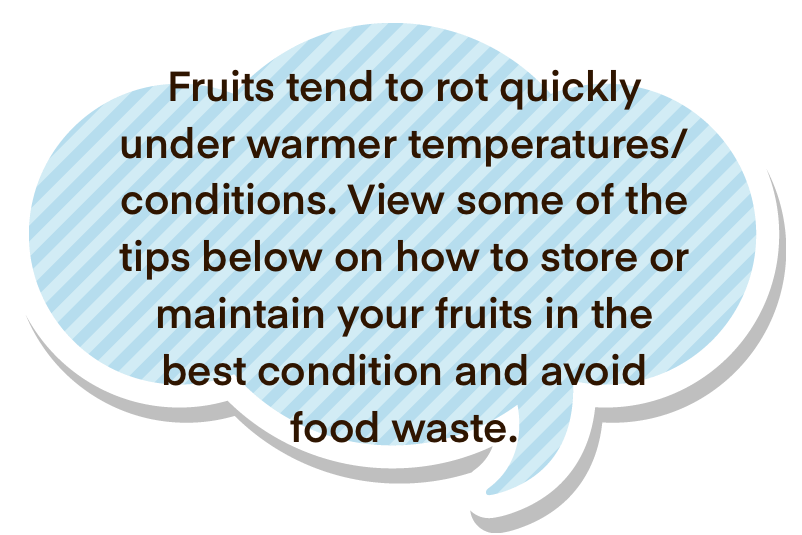 Fruits tend to rot quickly
under warmer temperatures/
conditions. View some of the
tips below on how to store or
maintain your fruits in the
best condition and avoid
food waste.